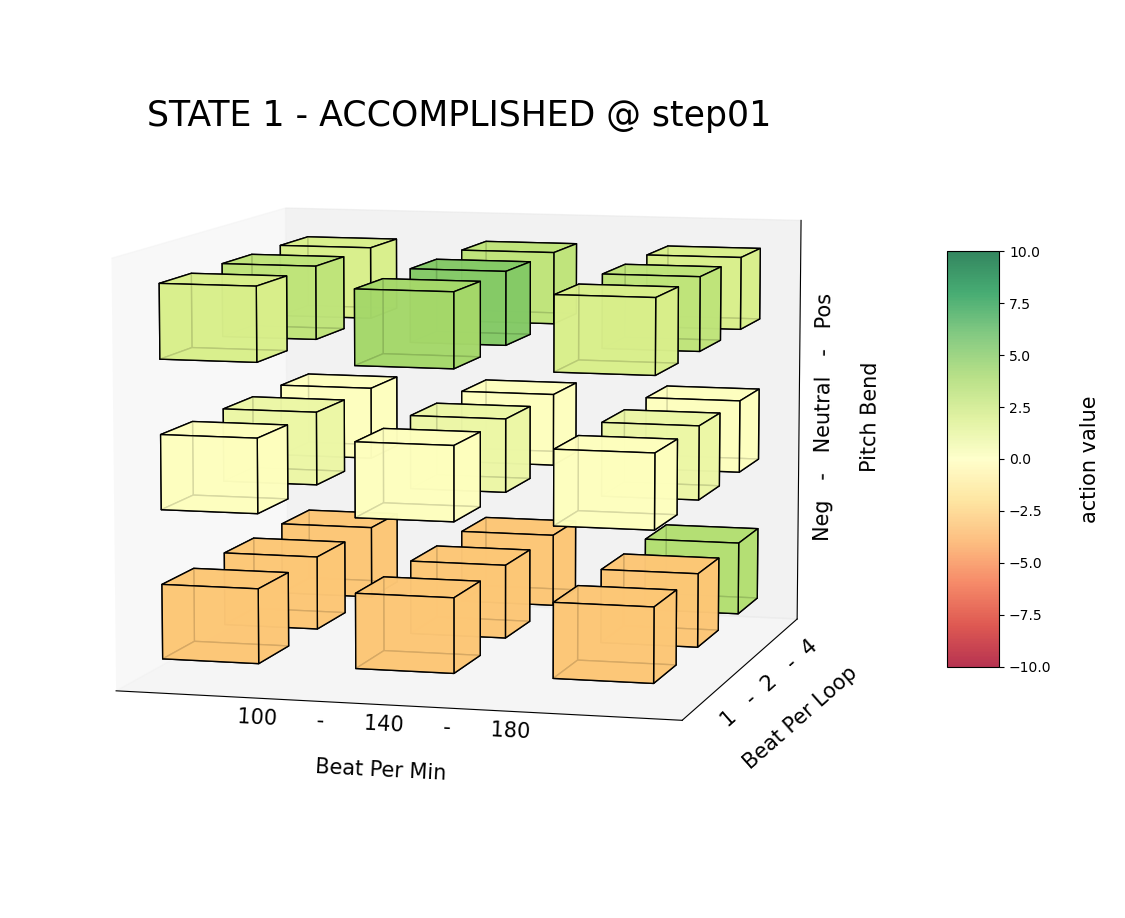 STATE 1 - ACCOMPLISHED @ step01
Neg - Neutral - Pos
Pitch Bend
1 - 2 - 4
Beat Per Loop
100 - 140 - 180
Beat Per Min
10.0
7.5
5.0
2.5
0.0
−2.5
−5.0
−7.5
−10.0
action value